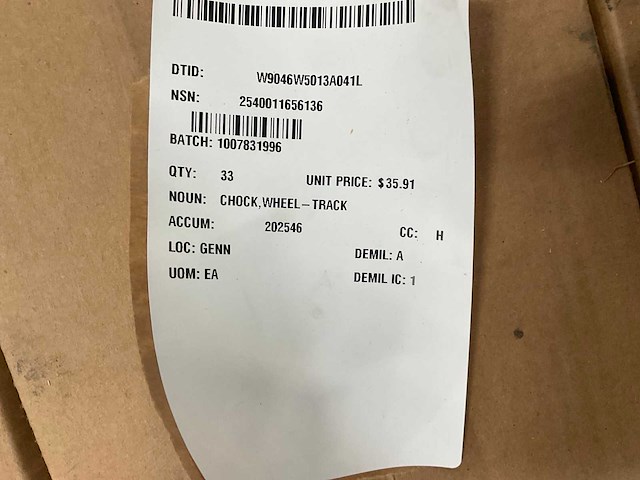 DTID: W9046W5013A041L
NSN: 2540011656136
BATCH: 1007831996
QTY: 33 UNIT PRICE: $35.91
NOUN: CHOCK,WHEEL-TRACK
ACCUM: 202546 CC: H
LOC: GENN DEMIL: A
UOM: EA DEMIL IC: 1